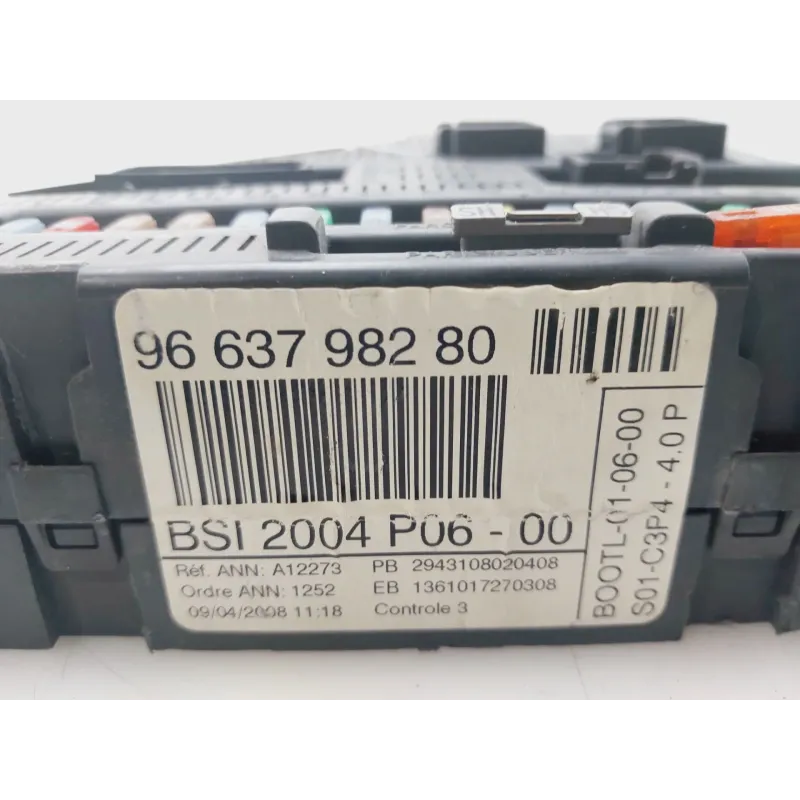 96 637 982 80
BSI 2004 P06 - 00
Réf. ANN: A12273 PB 2943108020408
Ordre ANN: 1252 EB 1361017270308
09/04/2008 11:18 Controle 3
BOOTL-01-06-00
S01-C3P4 - 4.0 P